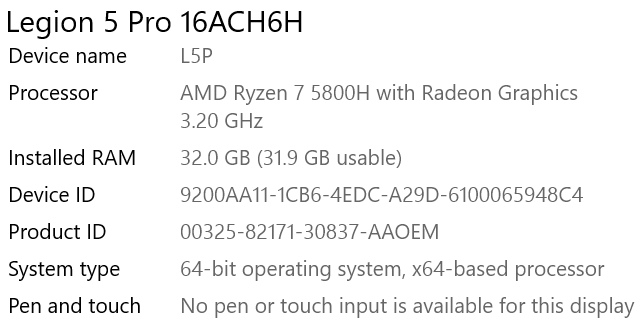 Legion 5 Pro 16ACH6H
Device name L5P
Processor AMD Ryzen 7 5800H with Radeon Graphics
3.20 GHz
Installed RAM 32.0 GB (31.9 GB usable)
Device ID 9200AA11-1CB6-4EDC-A29D-6100065948C4
Product ID 00325-82171-30837-AAOEM
System type 64-bit operating system, x64-based processor
Pen and touch No pen or touch input is available for this display